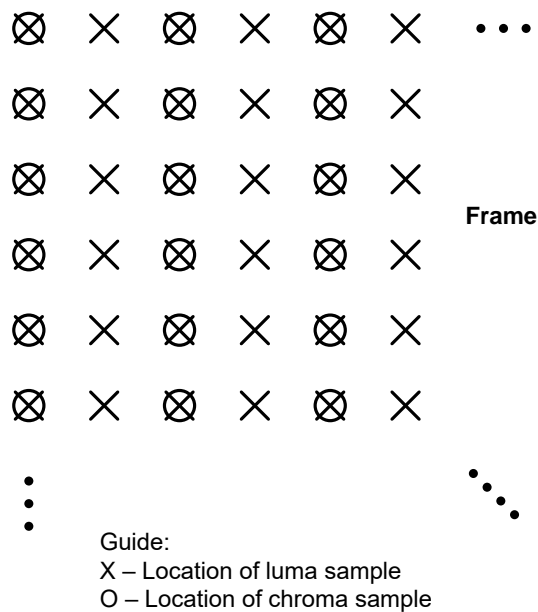 Frame
Guide:
X – Location of luma sample
O – Location of chroma sample